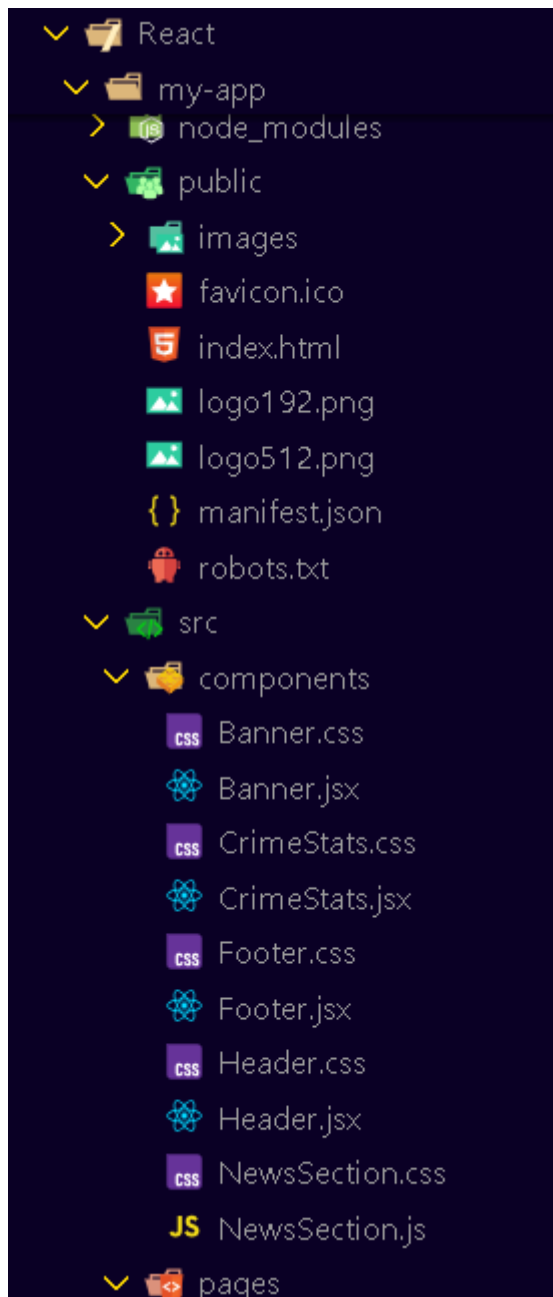 React
my-app
node_modules
public
images
favicon.ico
index.html
logo192.png
logo512.png
manifest.json
robots.txt
src
components
Banner.css
Banner.jsx
CrimeStats.css
CrimeStats.jsx
Footer.css
Footer.jsx
Header.css
Header.jsx
NewsSection.css
JS NewsSection.js
pages